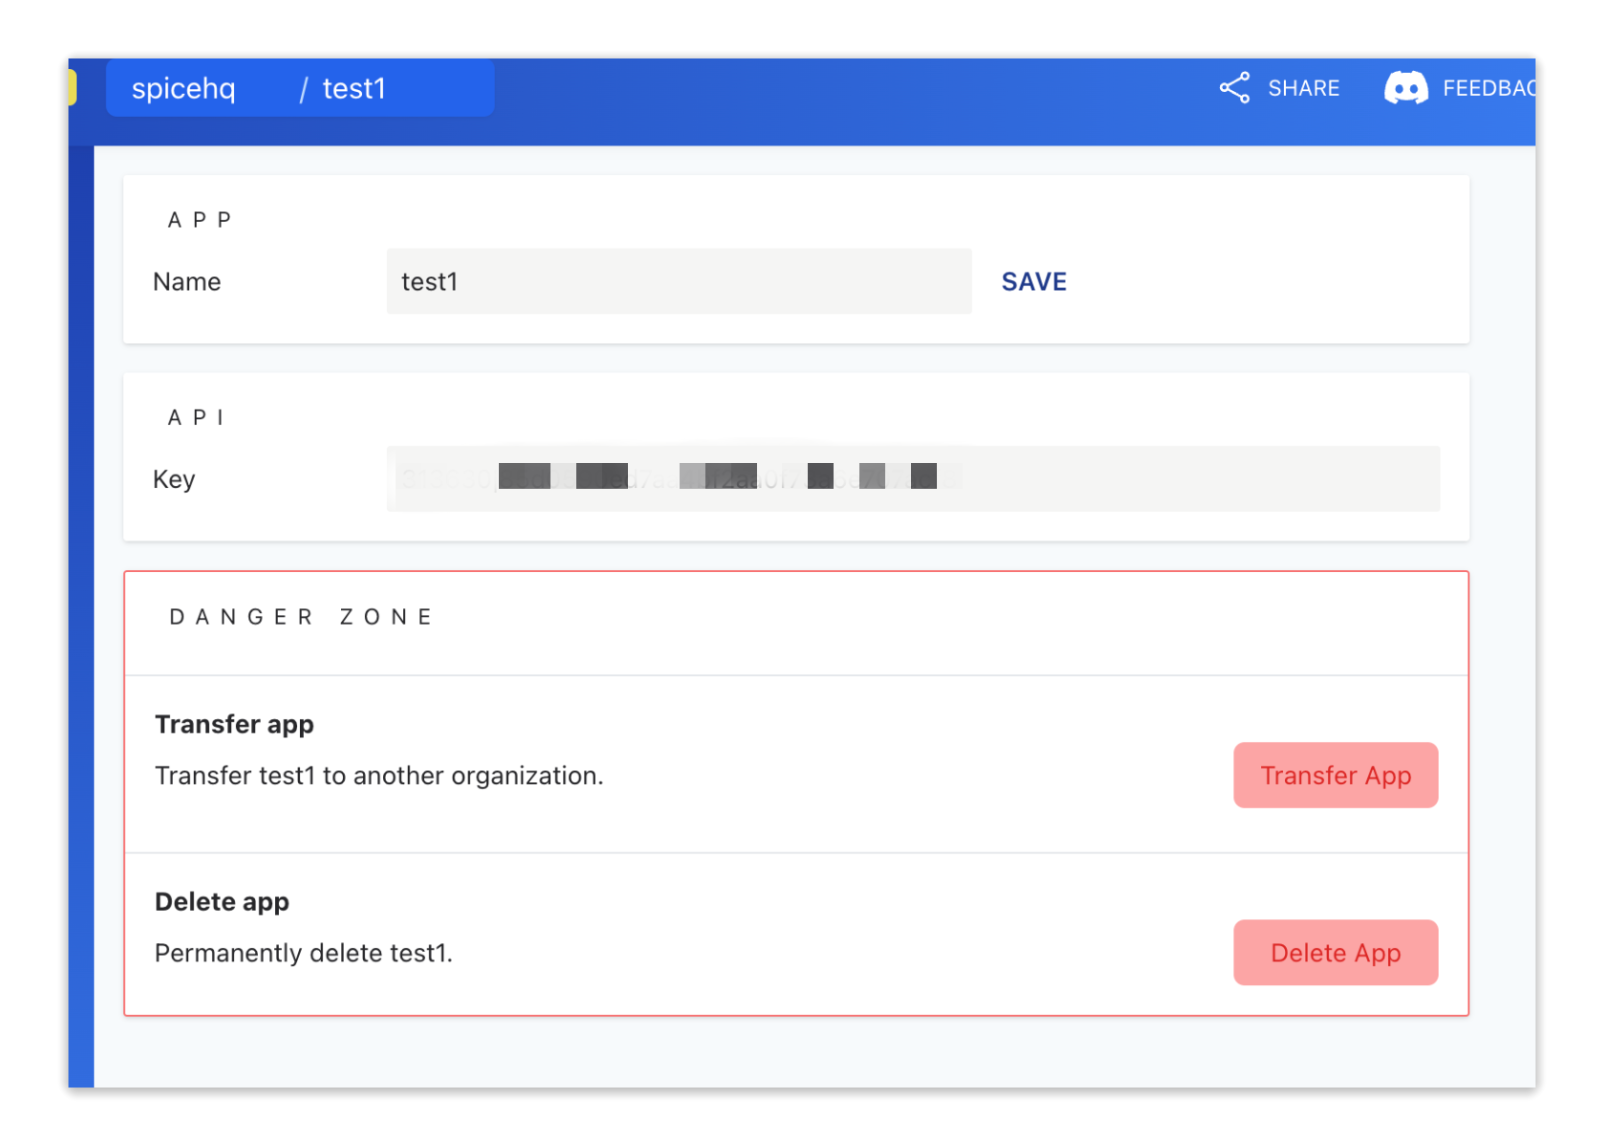 spicehq / test1
SHARE
FEEDBAC
APP
Name
test1
SAVE
API
Key
DANGER ZONE
Transfer app
Transfer test1 to another organization.
Transfer App
Delete app
Permanently delete test1.
Delete App